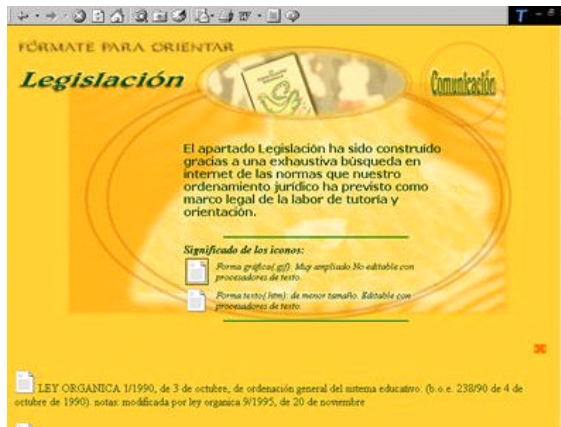 FÓRMATE PARA ORIENTAR
Legislación
Comunicación
El apartado Legislación ha sido construído
gracias a una exhaustiva búsqueda en
internet de las normas que nuestro
ordenamiento jurídico ha previsto como
marco legal de la labor de tutoría y
orientación.
Significado de los iconos:
Forma gráfica(.gif): Muy ampliado No editable con
procesadores de texto.
Forma texto(.htm): de menor tamaño. Editable con
procesadores de texto.
LEY ORGANICA 1/1990, de 3 de octubre, de ordenación general del sistema educativo. (b.o.e. 238/90 de 4 de
octubre de 1990). notas: modificada por ley organica 9/1995, de 20 de noviembre